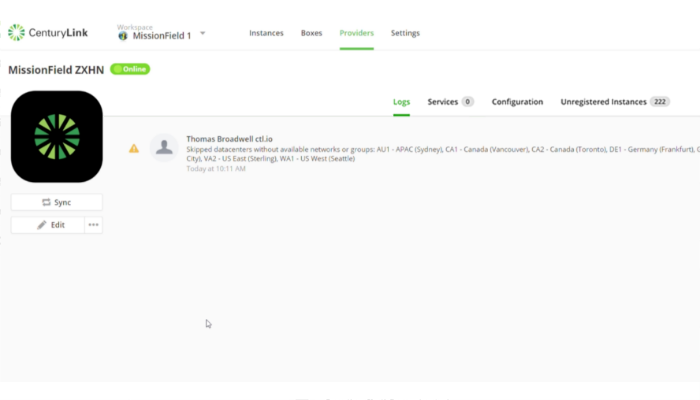 CenturyLink
Workspace
MissionField 1
Instances
Boxes
Providers
Settings
MissionField ZXHN
Online
Logs
Services 0
Configuration
Unregistered Instances 222
Thomas Broadwell ctl.io
Skipped datacenters without available networks or groups: AU1 - APAC (Sydney), CA1 - Canada (Vancouver), CA2 - Canada (Toronto), DE1 - Germany (Frankfurt),
City), VA2 - US East (Sterling), WA1 - US West (Seattle)
Today at 10:11 AM
Sync
Edit